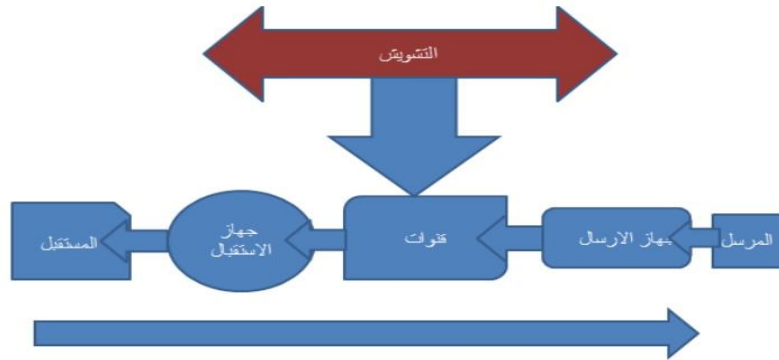 التشويش
المرسل
جهاز الارسال
قنوات
جهاز
الاستقبال
المستقبل